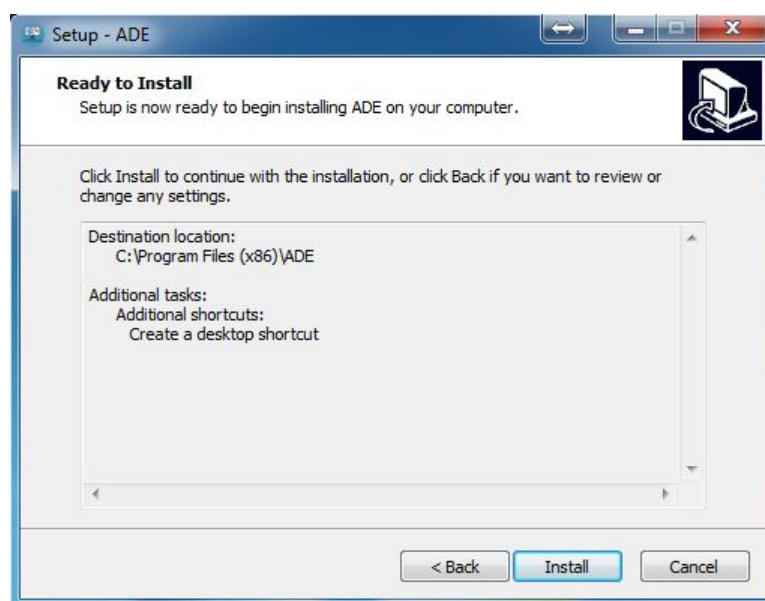 Setup - ADE
Ready to Install
Setup is now ready to begin installing ADE on your computer.
Click Install to continue with the installation, or click Back if you want to review or
change any settings.
Destination location:
C:\Program Files (x86)\ADE
Additional tasks:
Additional shortcuts:
Create a desktop shortcut
< Back
Install
Cancel